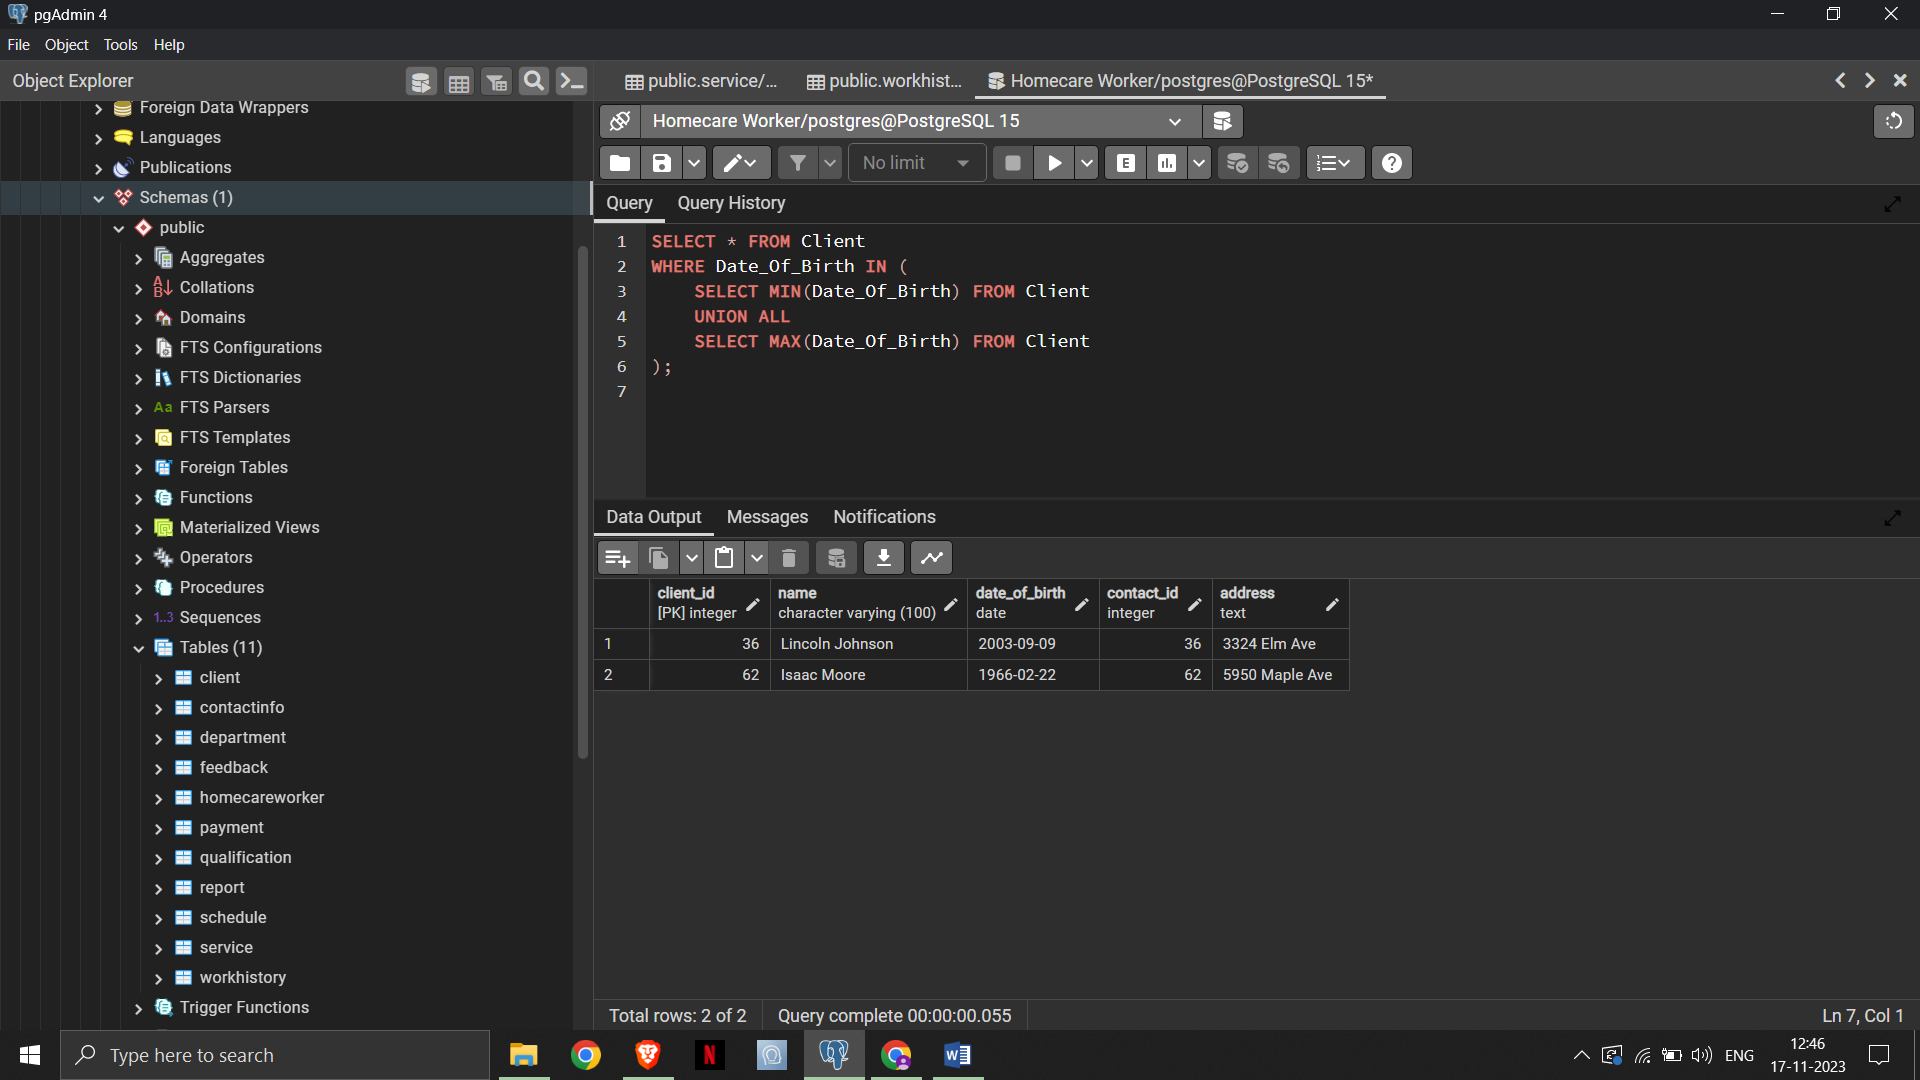 pgAdmin 4
File Object Tools Help
Object Explorer
public.service/...
public.workhist...
Homecare Worker/postgres@PostgreSQL 15*
Foreign Data Wrappers
Languages
Publications
Schemas (1)
public
Aggregates
Collations
Domains
FTS Configurations
FTS Dictionaries
Aa FTS Parsers
FTS Templates
Foreign Tables
Functions
Materialized Views
Operators
Procedures
1..3 Sequences
Tables (11)
client
contactinfo
department
feedback
homecareworker
payment
qualification
report
schedule
service
workhistory
Trigger Functions
Homecare Worker/postgres@PostgreSQL 15
No limit
E
Query Query History
1 SELECT * FROM Client
2 WHERE Date_Of_Birth IN (
3 SELECT MIN(Date_Of_Birth) FROM Client
4 UNION ALL
5 SELECT MAX(Date_Of_Birth) FROM Client
6 );
7
Data Output Messages Notifications
client_id name date_of_birth contact_id address
[PK] integer character varying (100) date integer text
1 36 Lincoln Johnson 2003-09-09 36 3324 Elm Ave
2 62 Isaac Moore 1966-02-22 62 5950 Maple Ave
Total rows: 2 of 2 Query complete 00:00:00.055 Ln 7, Col 1
Type here to search
N
W
ENG
12:46
17-11-2023